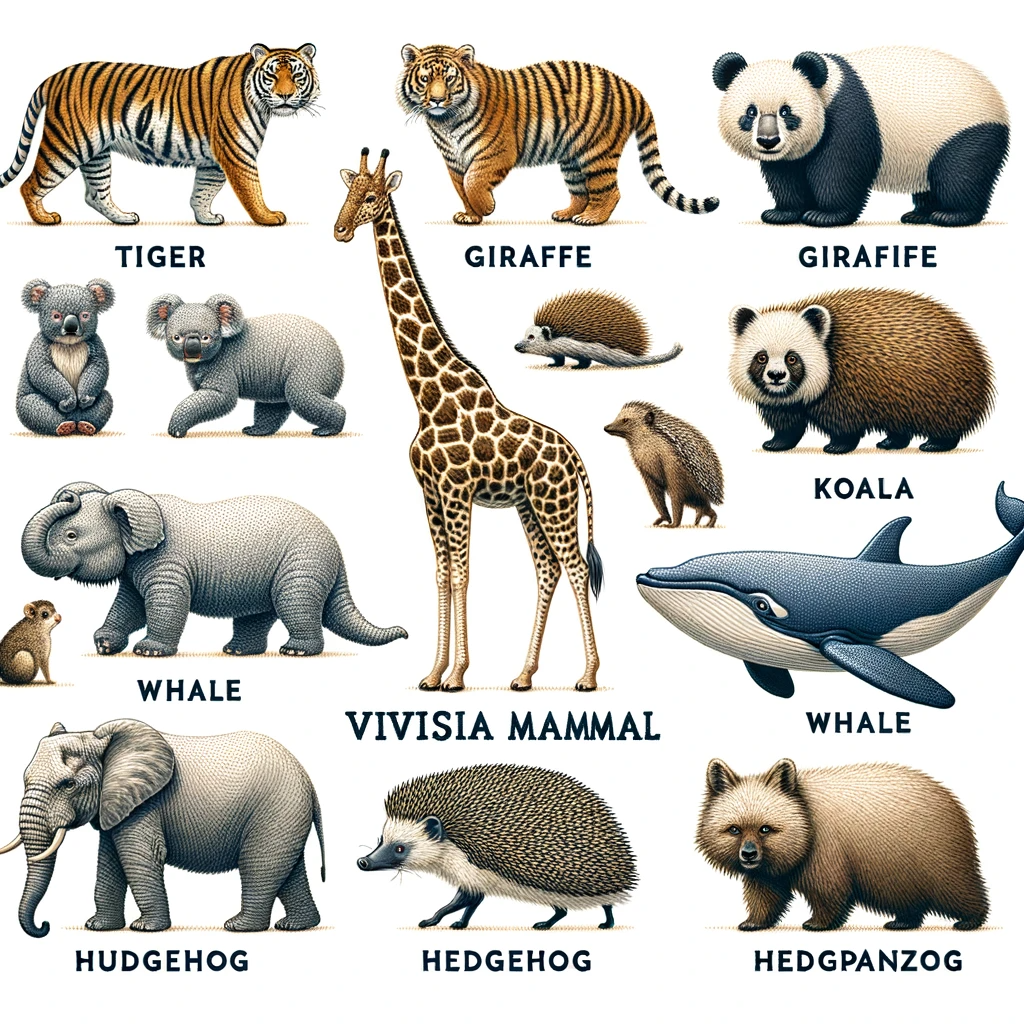 TIGER
GIRAFFE
GIRAFIFE
KOALA
WHALE
VIVISIA MAMMAL
WHALE
HUDGEHOG
HEDGEHOG
HEDGPANZOG